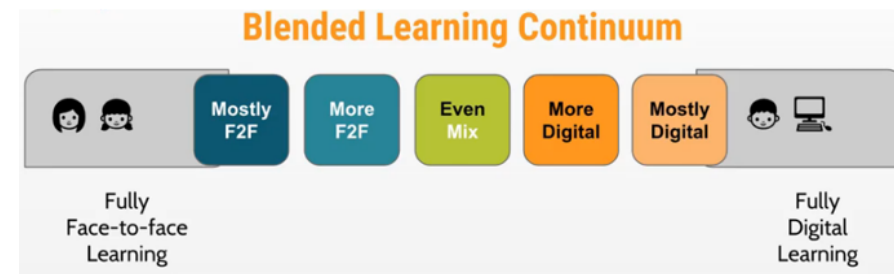 Blended Learning Continuum
Mostly
F2F
More
F2F
Even
Mix
More
Digital
Mostly
Digital
Fully
Face-to-face
Learning
Fully
Digital
Learning